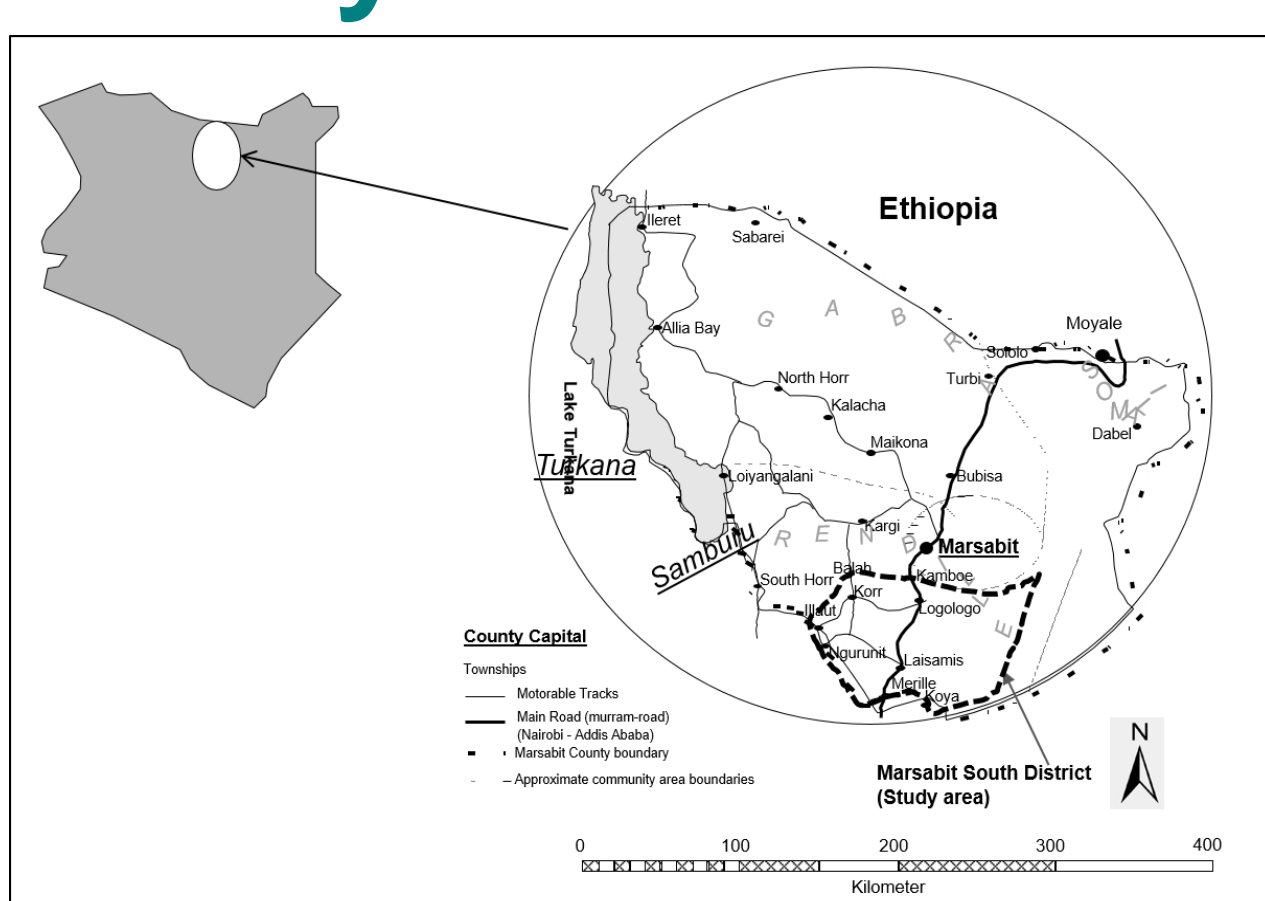 y
Ethiopia
Ileret
Sabarei
G A B R A
Allia Bay
Moyale
Sololo
Turbi
SOMALI
North Horr
Kalacha
Dabel
Lake Turkana
Maikona
Turkana
Loiyangalani
Bubisa
Kargi
R E N D I L L E
Marsabit
Samburu
Balah
Kamboe
South Horr
Korr
Illaut
Logologo
Ngurunit
Laisamis
Merille
Koya
County Capital
Townships
Motorable Tracks
Main Road (murram-road)
(Nairobi - Addis Ababa)
Marsabit County boundary
Approximate community area boundaries
Marsabit South District
(Study area)
N
0 100 200 300 400
Kilometer